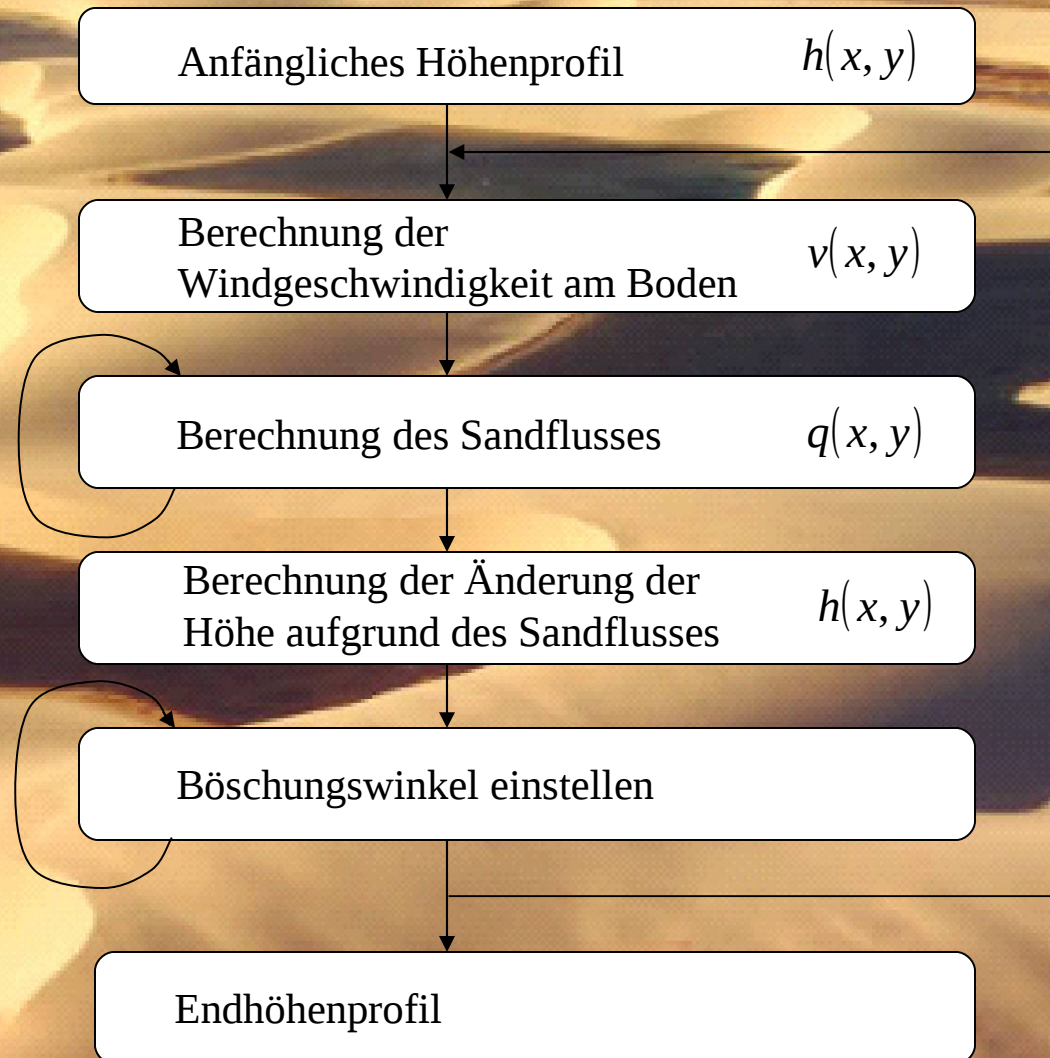 Anfängliches Höhenprofil h(x, y)
Berechnung der
Windgeschwindigkeit am Boden v(x, y)
Berechnung des Sandflusses q(x, y)
Berechnung der Änderung der
Höhe aufgrund des Sandflusses h(x, y)
Böschungswinkel einstellen
Endhöhenprofil